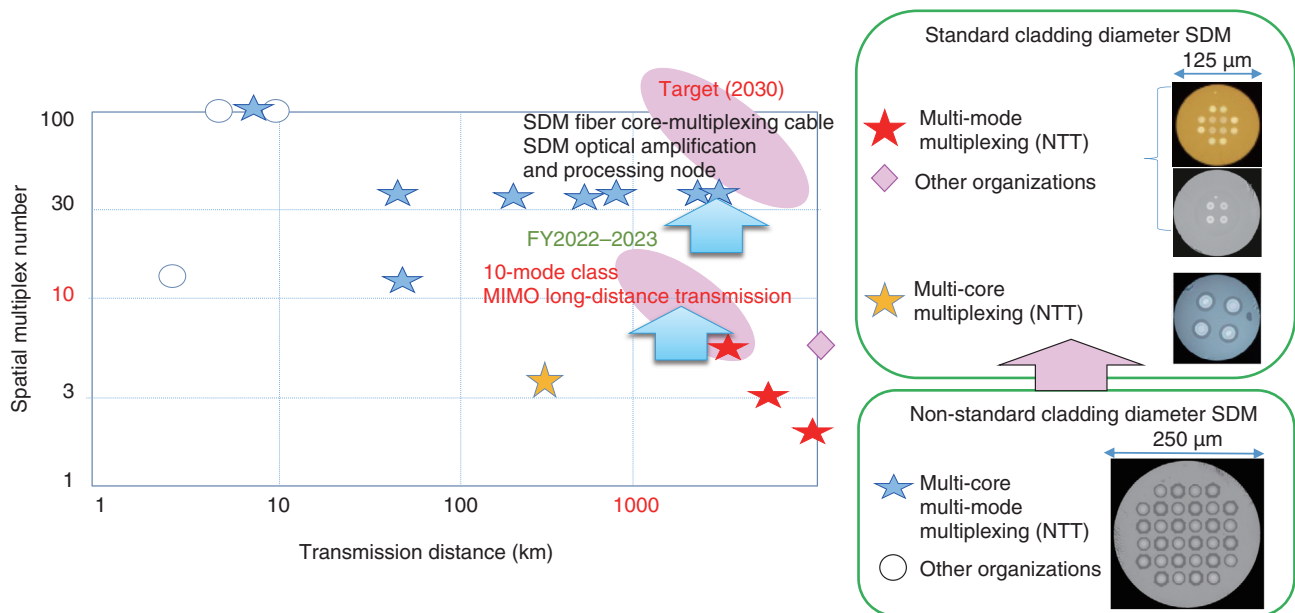 Spatial multiplex number
100
30
10
3
1
1
10
100
1000
Transmission distance (km)
Target (2030)
SDM fiber core-multiplexing cable
SDM optical amplification
and processing node
FY2022–2023
10-mode class
MIMO long-distance transmission
Standard cladding diameter SDM
125 μm
Multi-mode
multiplexing (NTT)
Other organizations
Multi-core
multiplexing (NTT)
Non-standard cladding diameter SDM
250 μm
Multi-core
multi-mode
multiplexing (NTT)
Other organizations